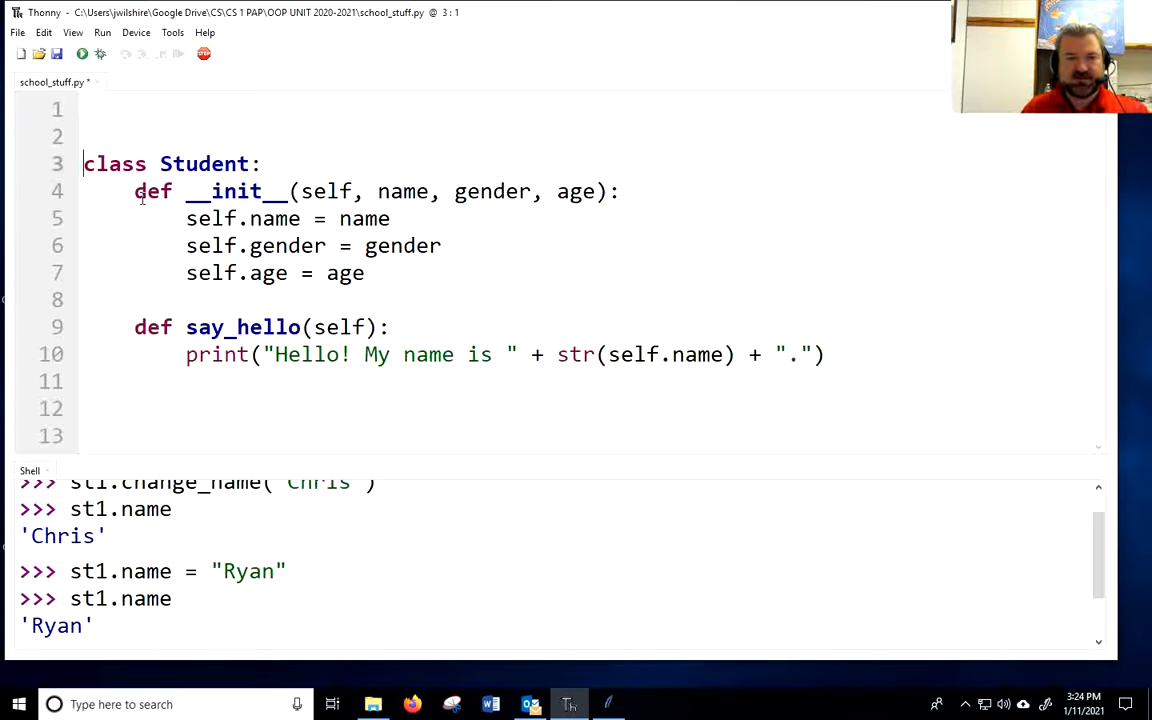 Thonny - C:\Users\jwilshire\Google Drive\CS\CS 1 PAP\OOP UNIT 2020-2021\school_stuff.py @ 3 : 1
File Edit View Run Device Tools Help
school_stuff.py *
1
2
3 class Student:
4 def __init__(self, name, gender, age):
5 self.name = name
6 self.gender = gender
7 self.age = age
8
9 def say_hello(self):
10 print("Hello! My name is " + str(self.name) + ".")
11
12
13
Shell
>>> st1.change_name("Chris")
>>> st1.name
'Chris'
>>> st1.name = "Ryan"
>>> st1.name
'Ryan'
Type here to search
3:24 PM
1/11/2021